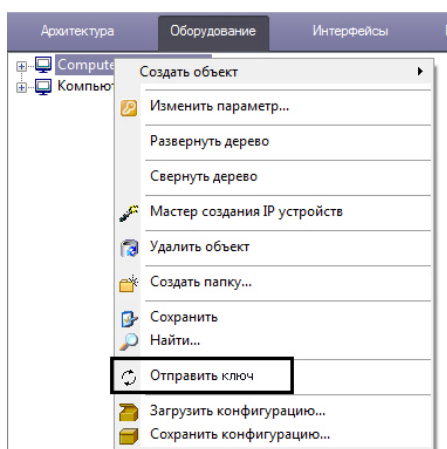 Архитектура Оборудование Интерфейсы
Compute
Компью
Создать объект
Изменить параметр...
Развернуть дерево
Свернуть дерево
Мастер создания IP устройств
Удалить объект
Создать папку...
Сохранить
Найти...
Отправить ключ
Загрузить конфигурацию...
Сохранить конфигурацию...